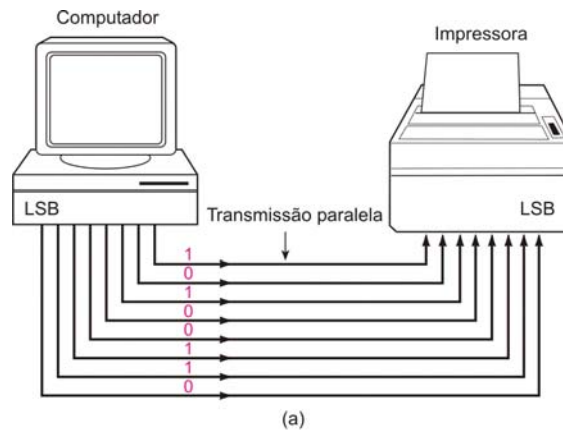 Computador
Impressora
LSB
LSB
Transmissão paralela
1
0
1
0
0
1
1
0
(a)